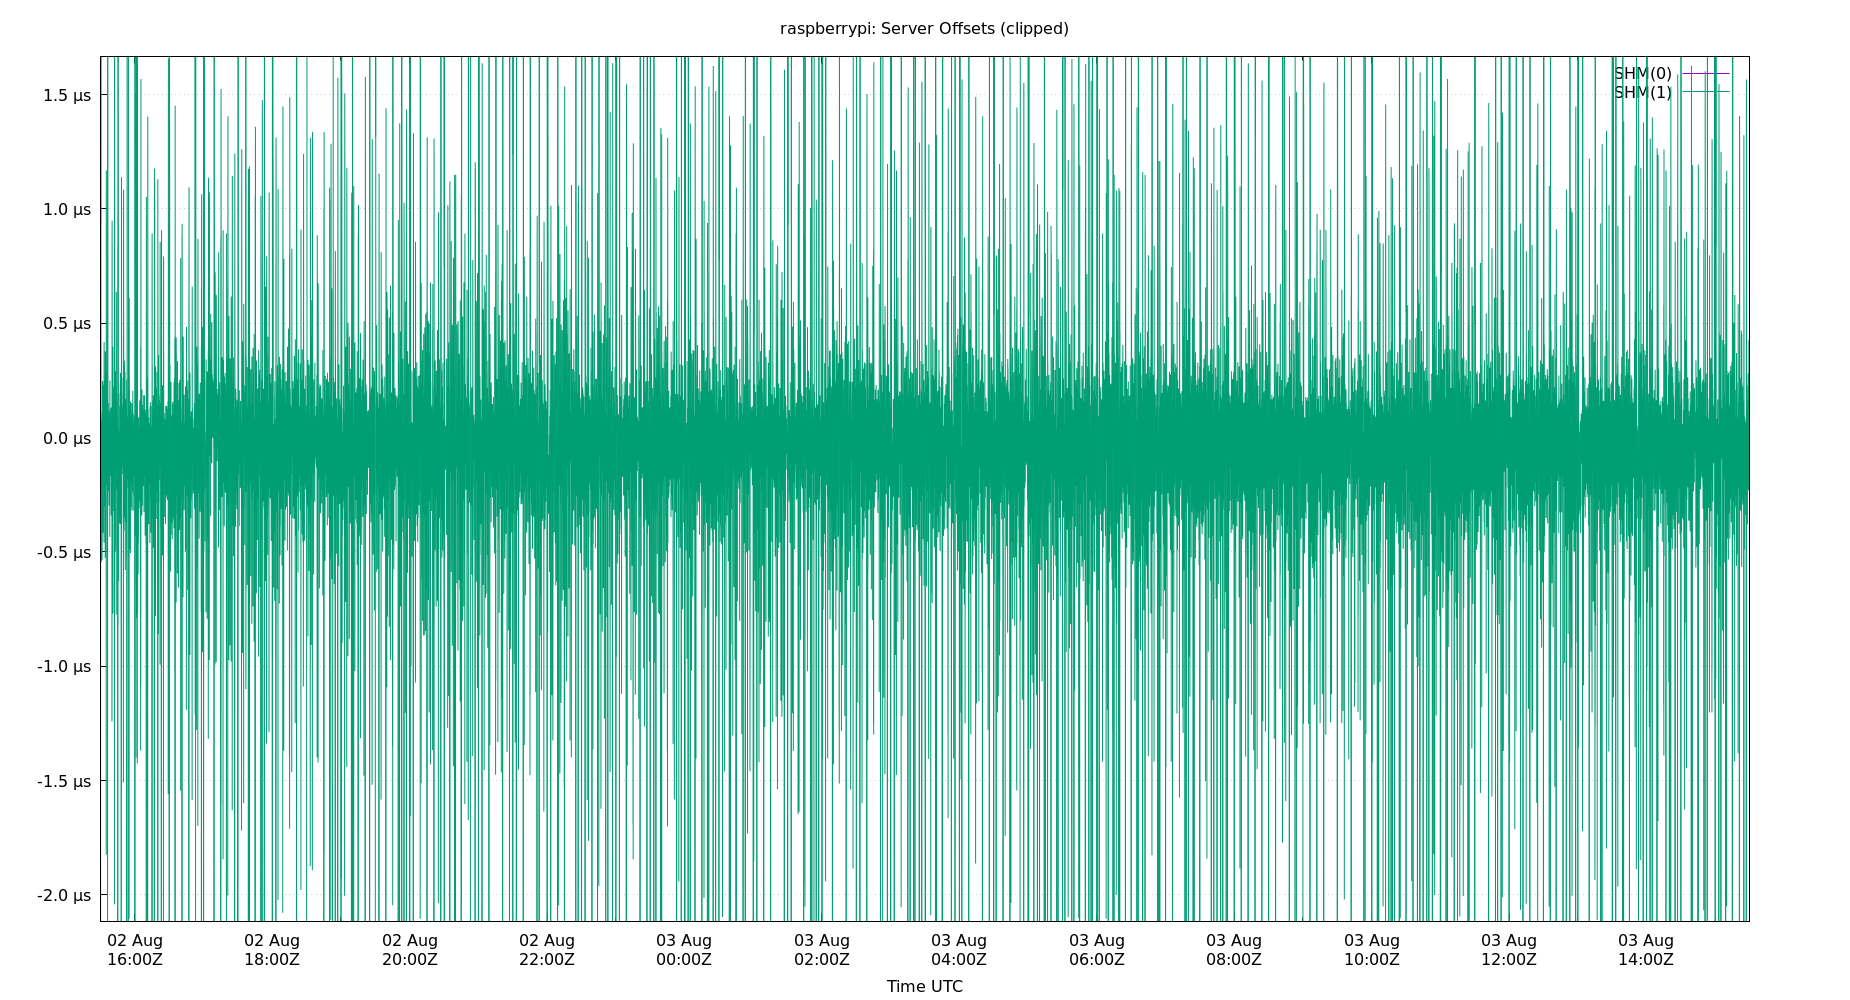 raspberrypi: Server Offsets (clipped)
SHM(0)
SHM(1)
1.5 µs
1.0 µs
0.5 µs
0.0 µs
-0.5 µs
-1.0 µs
-1.5 µs
-2.0 µs
02 Aug 02 Aug 02 Aug 02 Aug 03 Aug 03 Aug 03 Aug 03 Aug 03 Aug 03 Aug 03 Aug 03 Aug
16:00Z 18:00Z 20:00Z 22:00Z 00:00Z 02:00Z 04:00Z 06:00Z 08:00Z 10:00Z 12:00Z 14:00Z
Time UTC